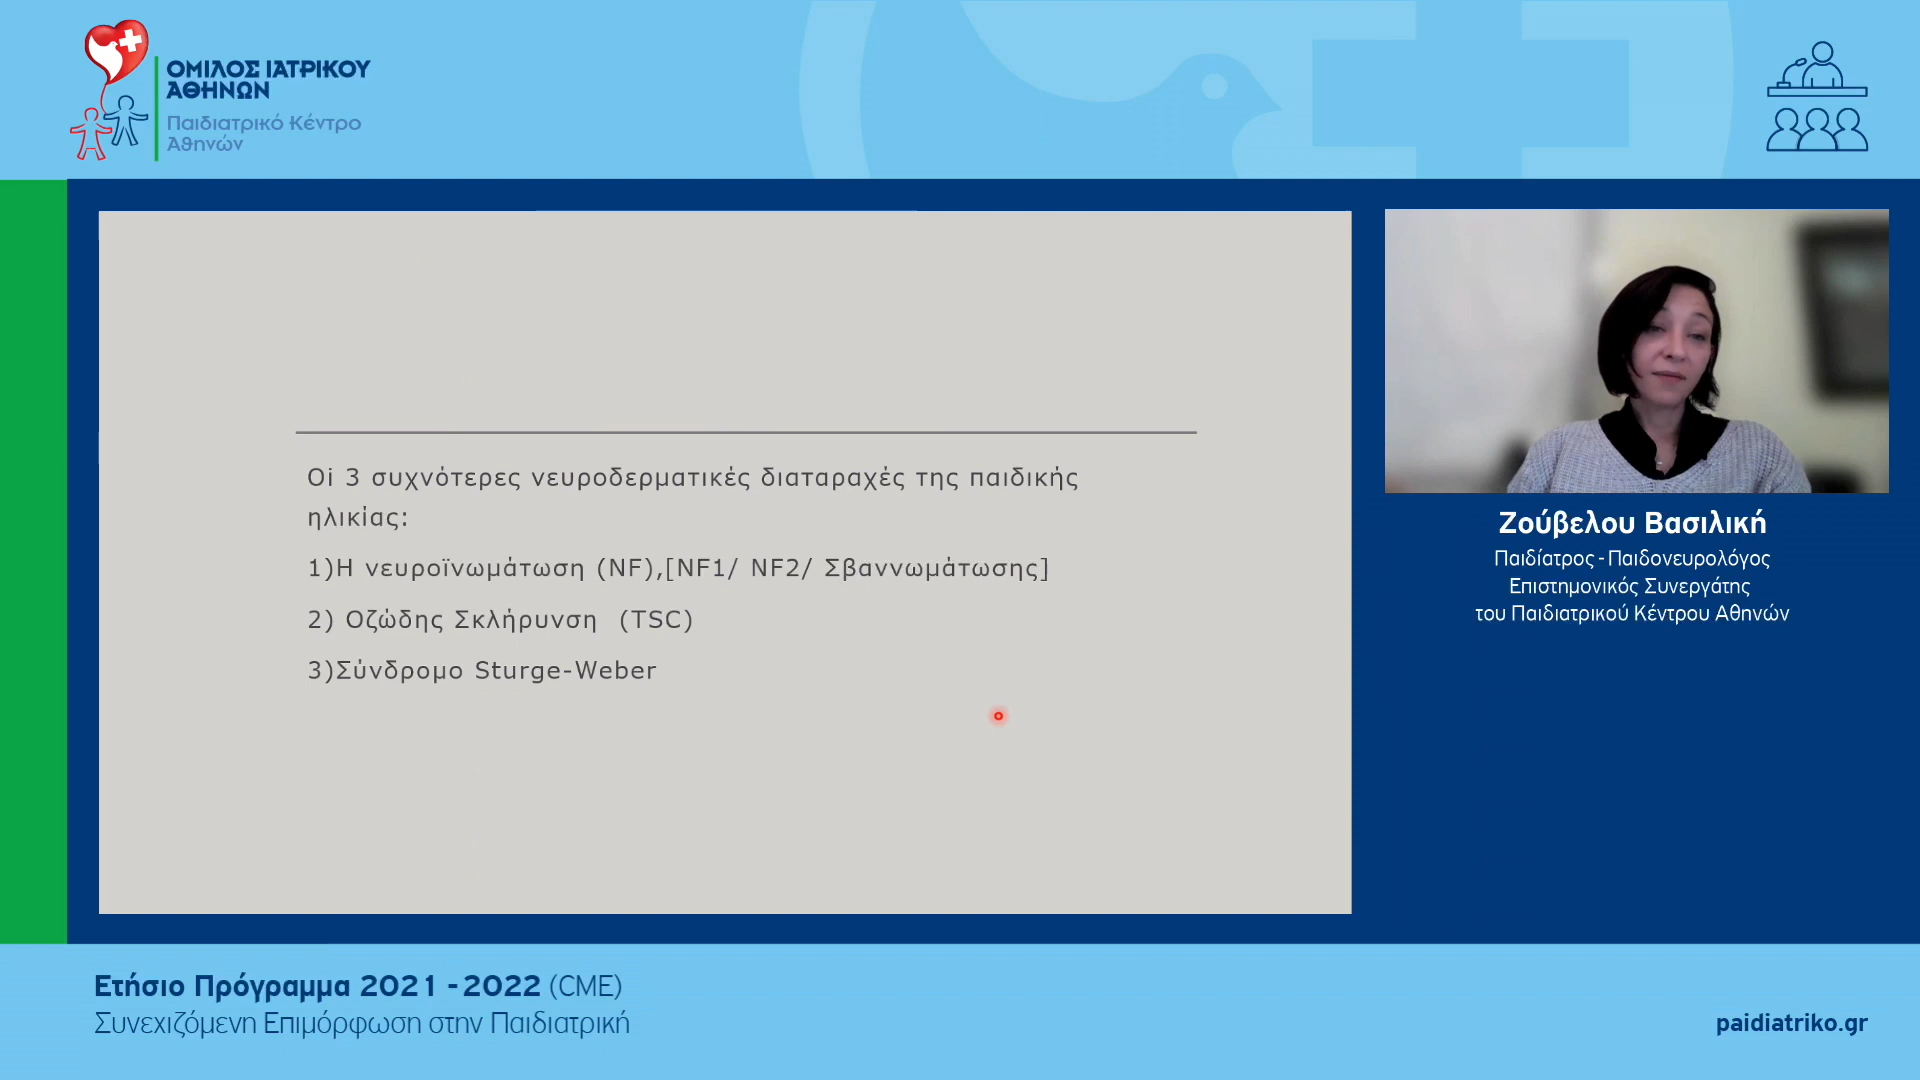 ΟΜΙΛΟΣ ΙΑΤΡΙΚΟΥ
ΑΘΗΝΩΝ
Παιδιατρικό Κέντρο
Αθηνών
Οi 3 συχνότερες νευροδερματικές διαταραχές της παιδικής
ηλικίας:
1)Η νευροϊνωμάτωση (NF),[NF1/ NF2/ Σβαννωμάτωσης]
2) Οζώδης Σκλήρυνση (TSC)
3)Σύνδρομο Sturge-Weber
Ζούβελου Βασιλική
Παιδίατρος - Παιδονευρολόγος
Επιστημονικός Συνεργάτης
του Παιδιατρικού Κέντρου Αθηνών
Ετήσιο Πρόγραμμα 2021 - 2022 (CME)
Συνεχιζόμενη Επιμόρφωση στην Παιδιατρική
paidiatriko.gr